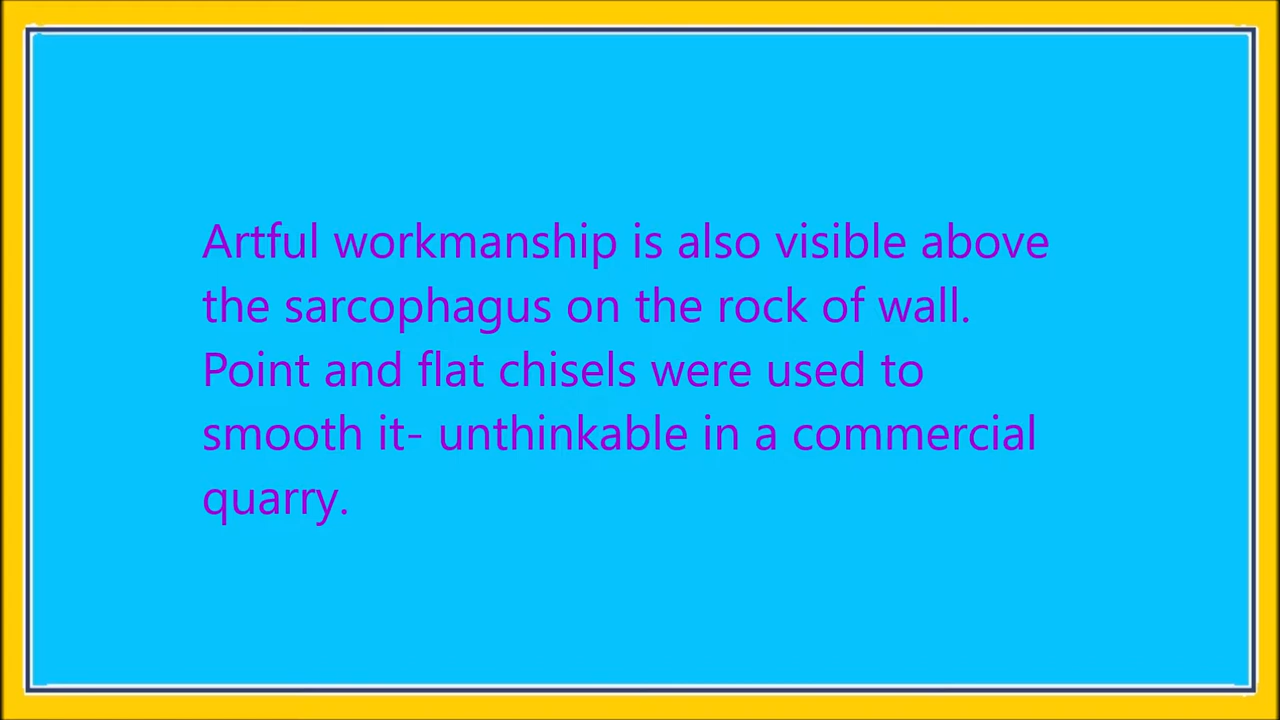 Artful workmanship is also visible above
the sarcophagus on the rock of wall.
Point and flat chisels were used to
smooth it- unthinkable in a commercial
quarry.